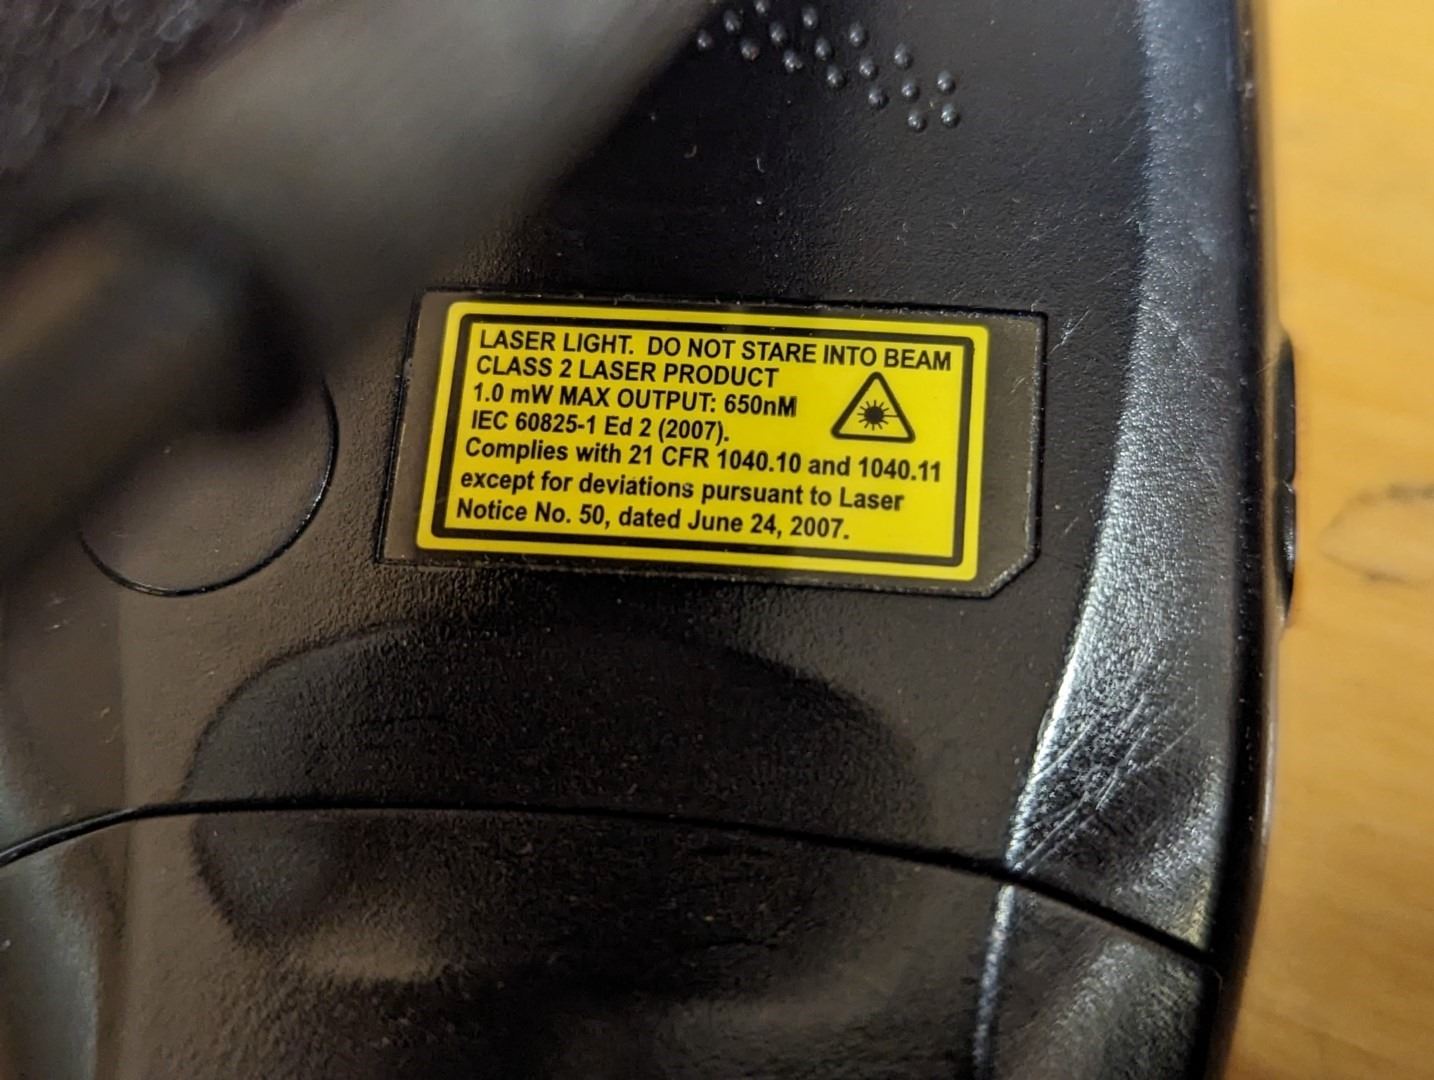 LASER LIGHT. DO NOT STARE INTO BEAM
CLASS 2 LASER PRODUCT
1.0 mW MAX OUTPUT: 650nM
IEC 60825-1 Ed 2 (2007).
Complies with 21 CFR 1040.10 and 1040.11
except for deviations pursuant to Laser
Notice No. 50, dated June 24, 2007.